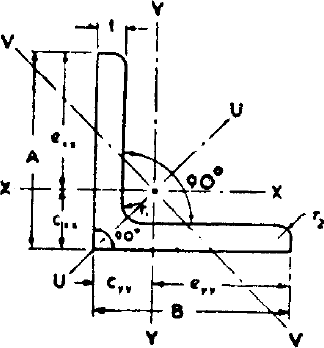 Y
V
t
U
A
e x x
90°
X
X
c x x
r₁
90°
r₂
U
c y y
e y y
B
Y
V